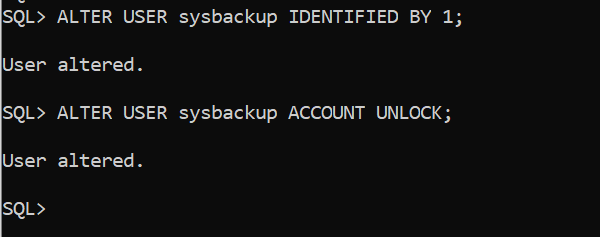 SQL> ALTER USER sysbackup IDENTIFIED BY 1;
User altered.
SQL> ALTER USER sysbackup ACCOUNT UNLOCK;
User altered.
SQL>